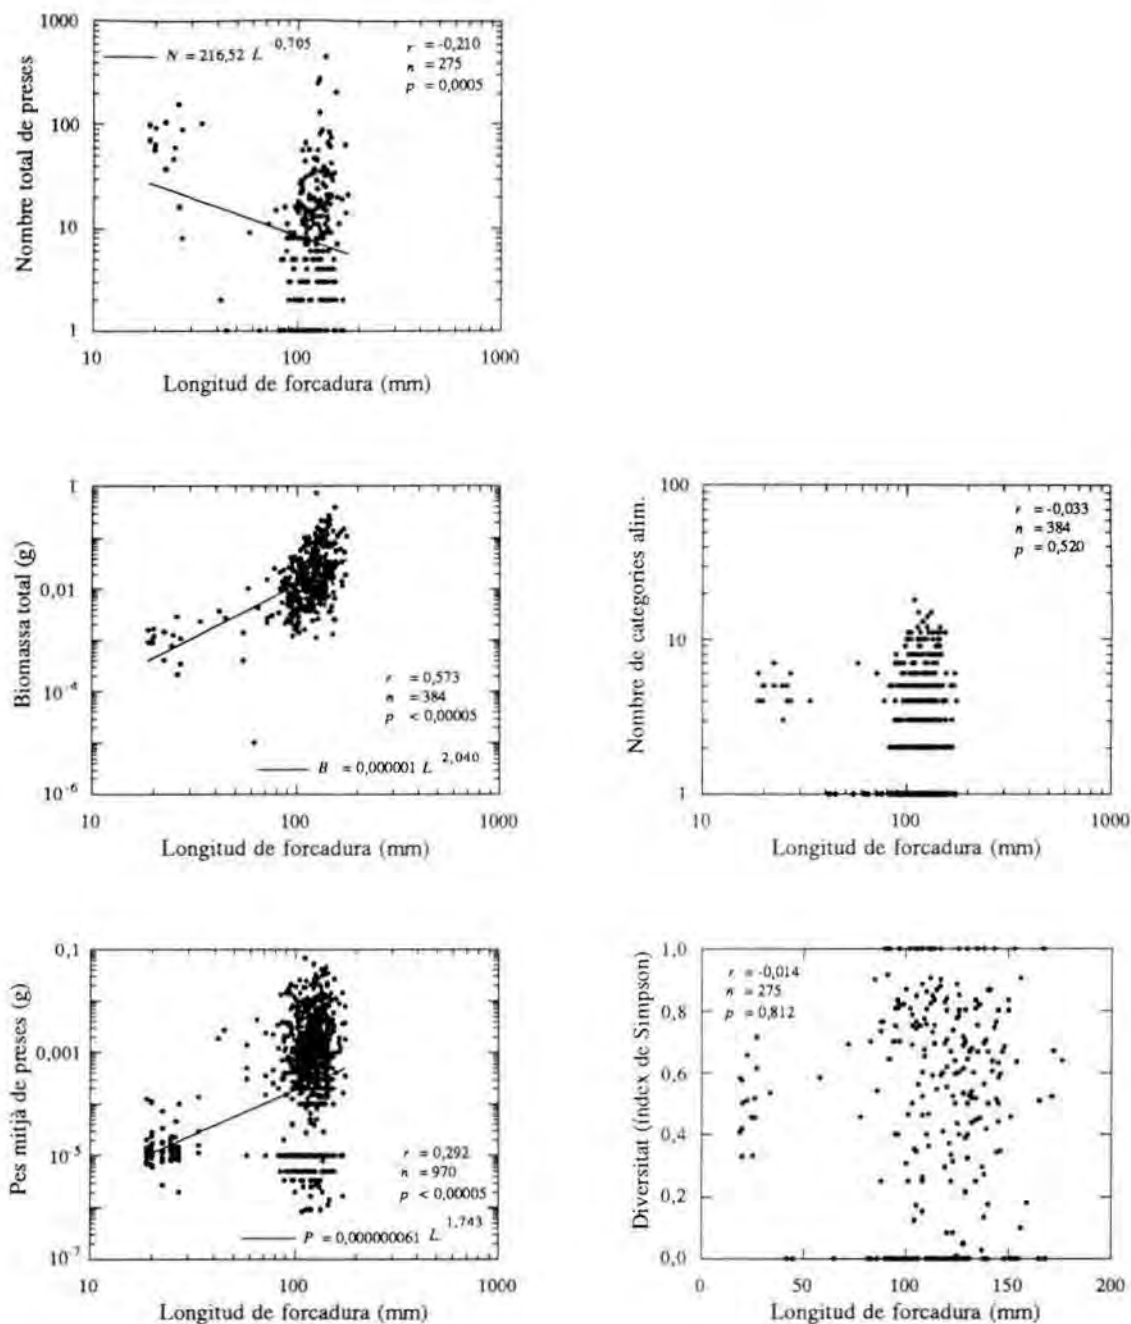 1000
N = 216,52 L -0,705
r = -0,210
n = 275
p = 0,0005
100
10
1
Nombre total de preses
10 100 1000
Longitud de forcadura (mm)
1
0,01
10-4
10-6
Biomassa total (g)
r = 0,573
n = 384
p < 0,00005
B = 0,000001 L 2,040
10 100 1000
Longitud de forcadura (mm)
100
10
1
Nombre de categories alim.
r = -0,033
n = 384
p = 0,520
10 100 1000
Longitud de forcadura (mm)
0,1
0,001
10-5
10-7
Pes mitjà de preses (g)
r = 0,292
n = 970
p < 0,00005
P = 0,000000061 L 1,743
10 100 1000
Longitud de forcadura (mm)
1,0
0,8
0,6
0,4
0,2
0,0
Diversitat (índex de Simpson)
r = -0,014
n = 275
p = 0,812
0 50 100 150 200
Longitud de forcadura (mm)